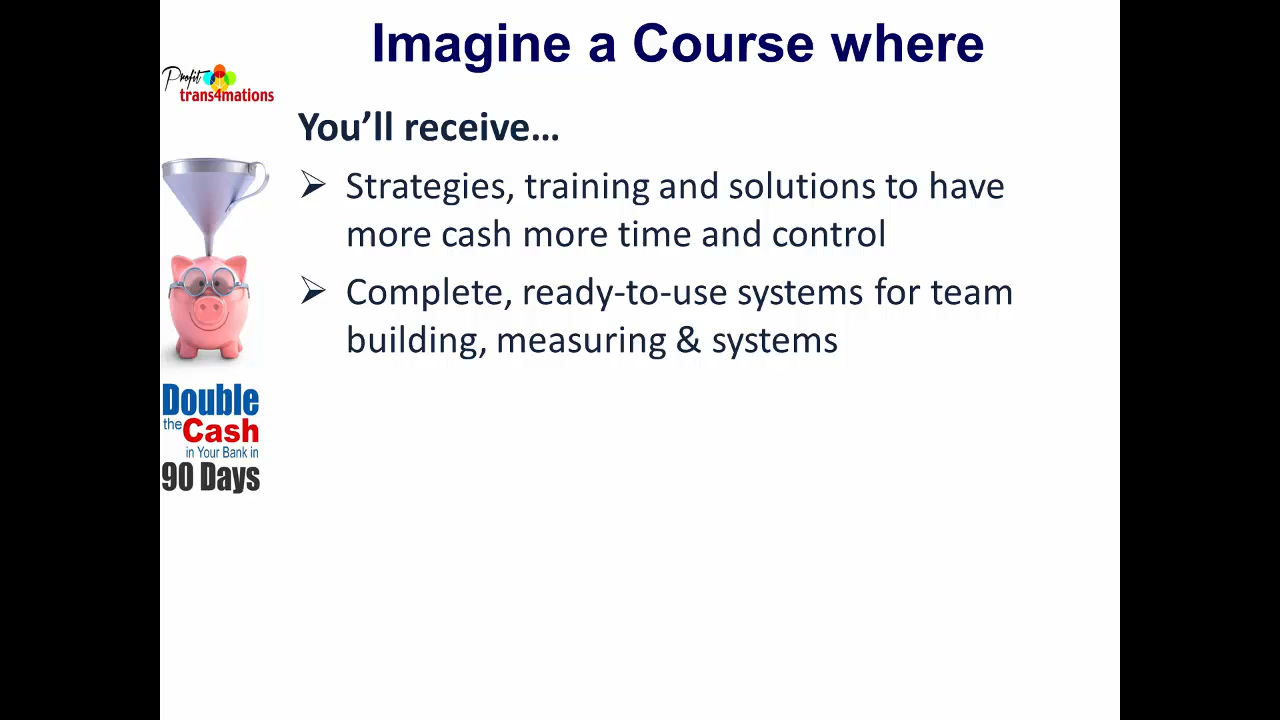 Imagine a Course where
Profit
trans4mations
You'll receive...
Strategies, training and solutions to have
more cash more time and control
Complete, ready-to-use systems for team
building, measuring & systems
Double
the Cash
in Your Bank in
90 Days